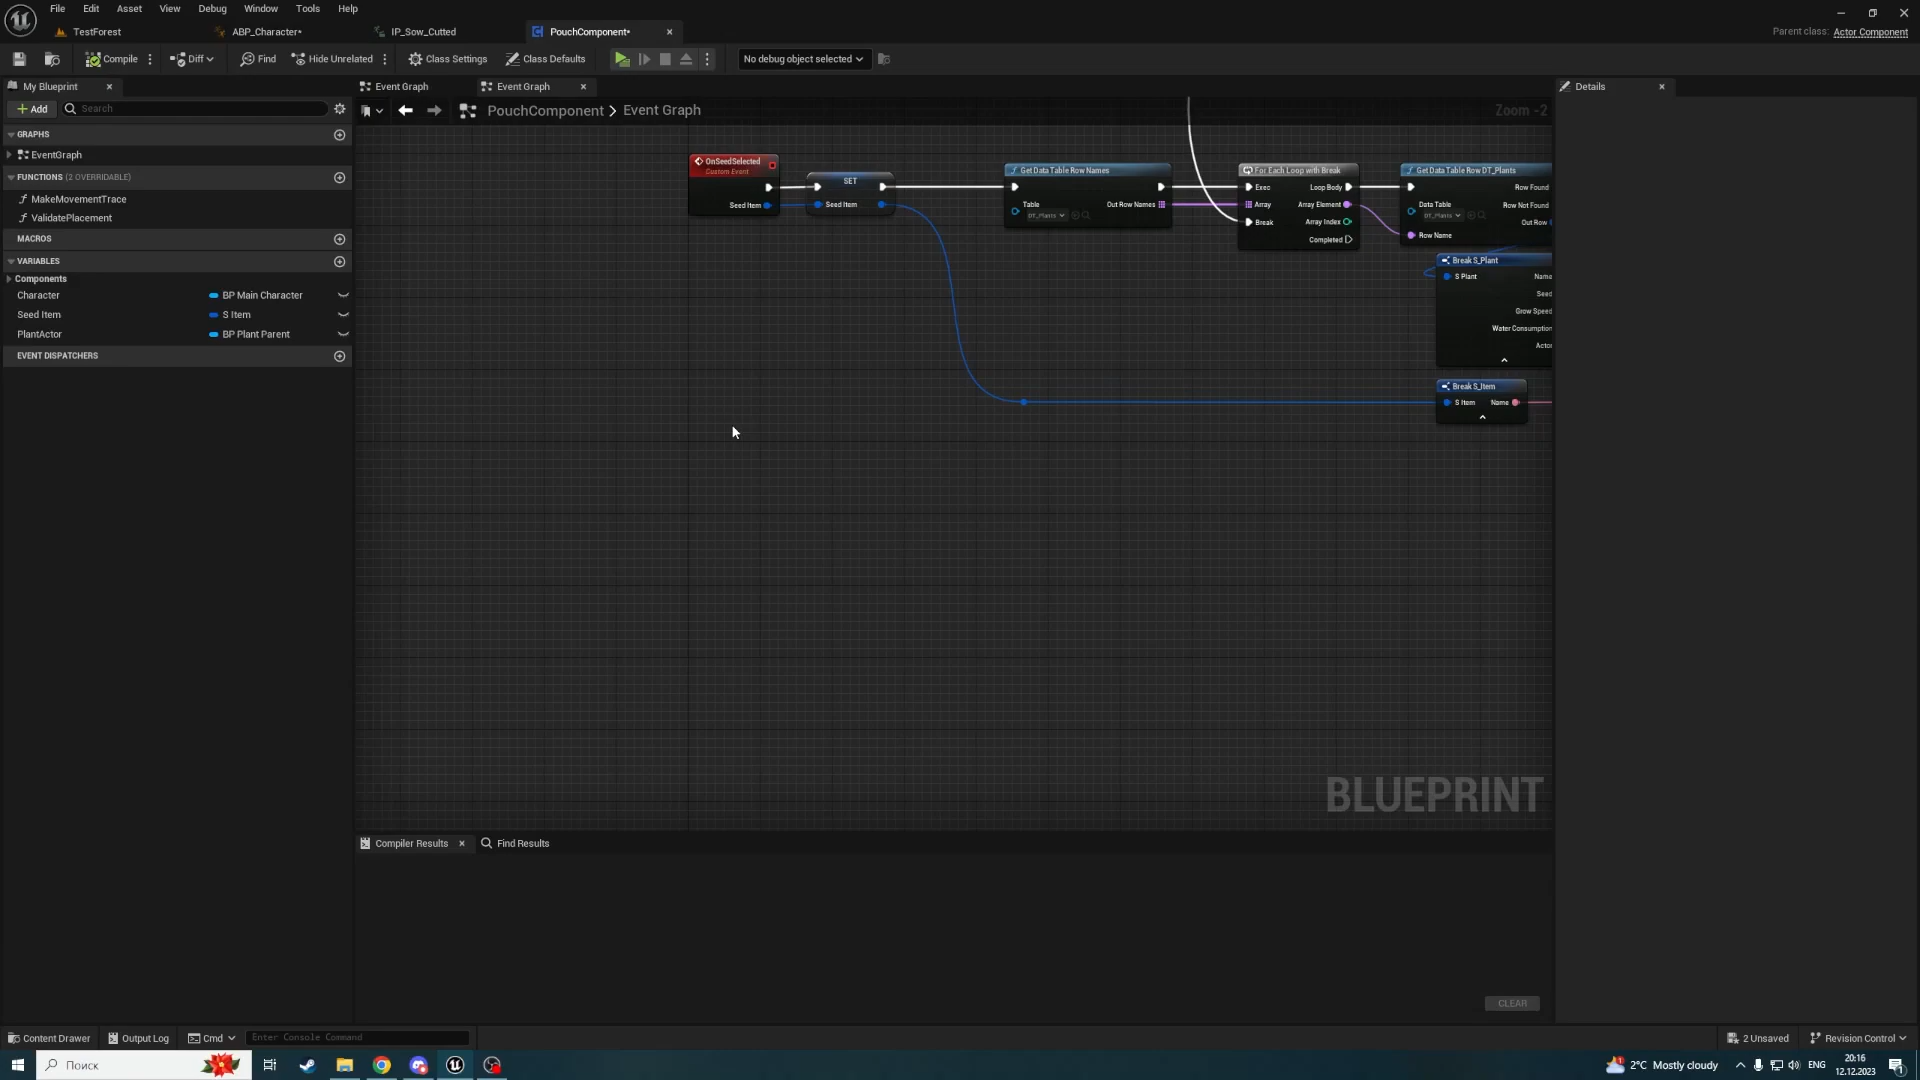 File Edit Asset View Debug Window Tools Help
TestForest ABP_Character* IP_Sow_Cutted PouchComponent*
Parent class: Actor Component
Compile Diff Find Hide Unrelated Class Settings Class Defaults No debug object selected
My Blueprint Event Graph Event Graph Details
Add Search PouchComponent > Event Graph Zoom -2
GRAPHS
EventGraph
FUNCTIONS (2 OVERRIDABLE)
MakeMovementTrace
ValidatePlacement
MACROS
VARIABLES
Components
Character BP Main Character
Seed Item S Item
PlantActor BP Plant Parent
EVENT DISPATCHERS
OnSeedSelected
Custom Event
Seed Item
SET
Seed Item
Get Data Table Row Names
Table
DT_Plants
Out Row Names
For Each Loop with Break
Exec Loop Body
Array Array Element
Break Array Index
Completed
Get Data Table Row DT_Plants
Row Found
Data Table Row Not Found
DT_Plants
Out Row
Row Name
Break S_Plant
S Plant Name
Seed
Grow Speed
Water Consumption
Actor
Break S_Item
S Item Name
BLUEPRINT
Compiler Results Find Results
CLEAR
Content Drawer Output Log Cmd Enter Console Command 2 Unsaved Revision Control
Поиск 2°C Mostly cloudy ENG 20:16
12.12.2023
1